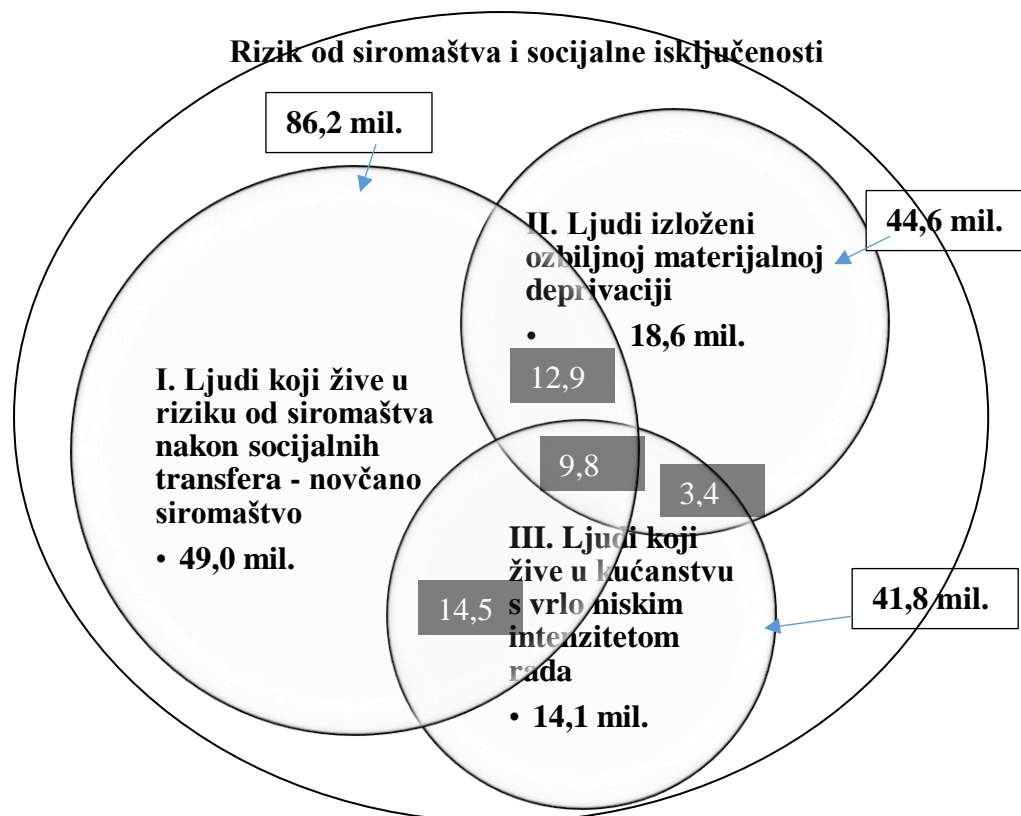 Rizik od siromaštva i socijalne isključenosti
86,2 mil.
II. Ljudi izloženi
ozbiljnoj materijalnoj
deprivaciji
• 18,6 mil.
44,6 mil.
12,9
I. Ljudi koji žive u
riziku od siromaštva
nakon socijalnih
transfera - novčano
siromaštvo
• 49,0 mil.
9,8
3,4
III. Ljudi koji
žive u kućanstvu
s vrlo niskim
intenzitetom
rada
• 14,1 mil.
14,5
41,8 mil.